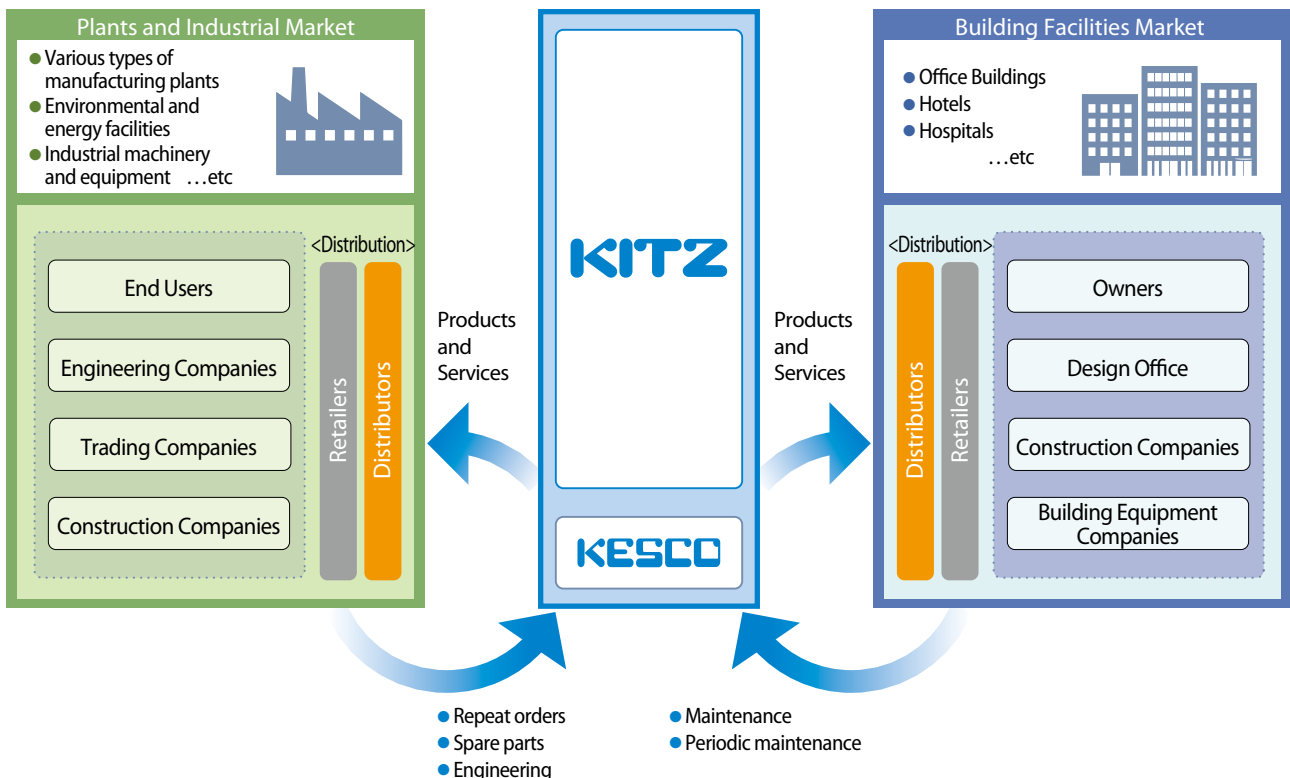 Plants and Industrial Market
● Various types of
manufacturing plants
● Environmental and
energy facilities
● Industrial machinery
and equipment …etc
<Distribution>
End Users
Engineering Companies
Trading Companies
Construction Companies
Retailers
Distributors
Products
and
Services
KITZ
KESCO
Products
and
Services
Building Facilities Market
● Office Buildings
● Hotels
● Hospitals
…etc
<Distribution>
Distributors
Retailers
Owners
Design Office
Construction Companies
Building Equipment
Companies
● Repeat orders
● Spare parts
● Engineering
● Maintenance
● Periodic maintenance